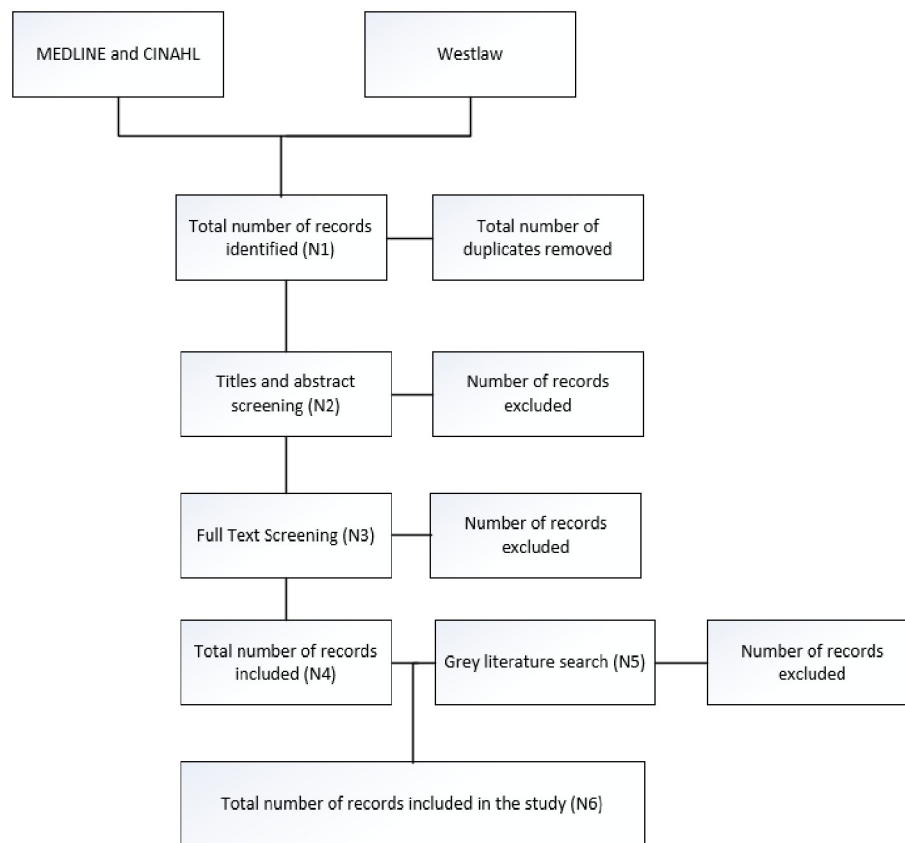 MEDLINE and CINAHL
Westlaw
Total number of records
identified (N1)
Total number of
duplicates removed
Titles and abstract
screening (N2)
Number of records
excluded
Full Text Screening (N3)
Number of records
excluded
Total number of records
included (N4)
Grey literature search (N5)
Number of records
excluded
Total number of records included in the study (N6)